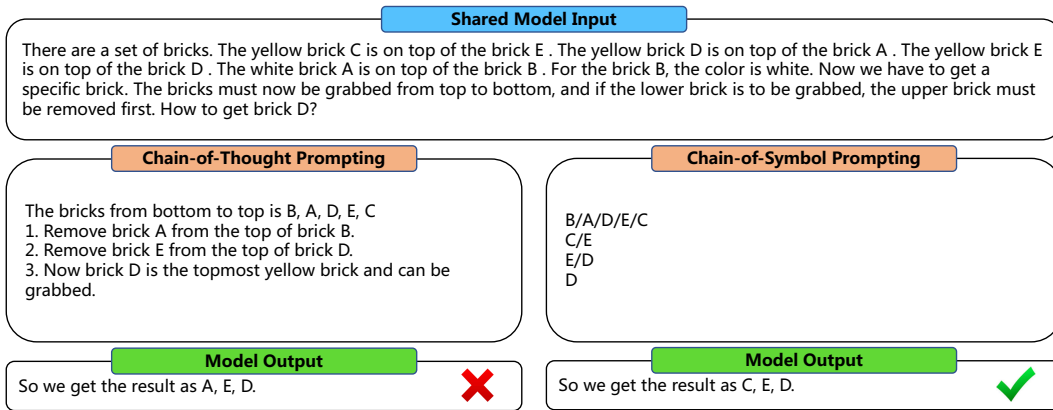 Shared Model Input
There are a set of bricks. The yellow brick C is on top of the brick E . The yellow brick D is on top of the brick A . The yellow brick E
is on top of the brick D . The white brick A is on top of the brick B . For the brick B, the color is white. Now we have to get a
specific brick. The bricks must now be grabbed from top to bottom, and if the lower brick is to be grabbed, the upper brick must
be removed first. How to get brick D?
Chain-of-Thought Prompting
The bricks from bottom to top is B, A, D, E, C
1. Remove brick A from the top of brick B.
2. Remove brick E from the top of brick D.
3. Now brick D is the topmost yellow brick and can be
grabbed.
Model Output
So we get the result as A, E, D.
Chain-of-Symbol Prompting
B/A/D/E/C
C/E
E/D
D
Model Output
So we get the result as C, E, D.